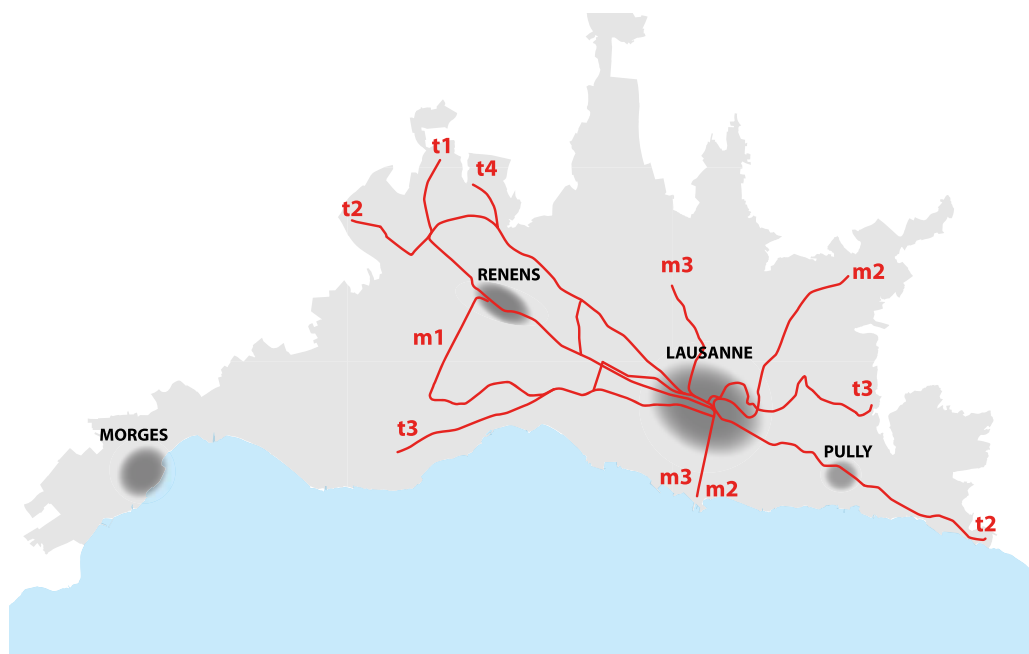 t1
t4
t2
m3
m2
RENENS
m1
LAUSANNE
t3
t3
MORGES
PULLY
m3
m2
t2